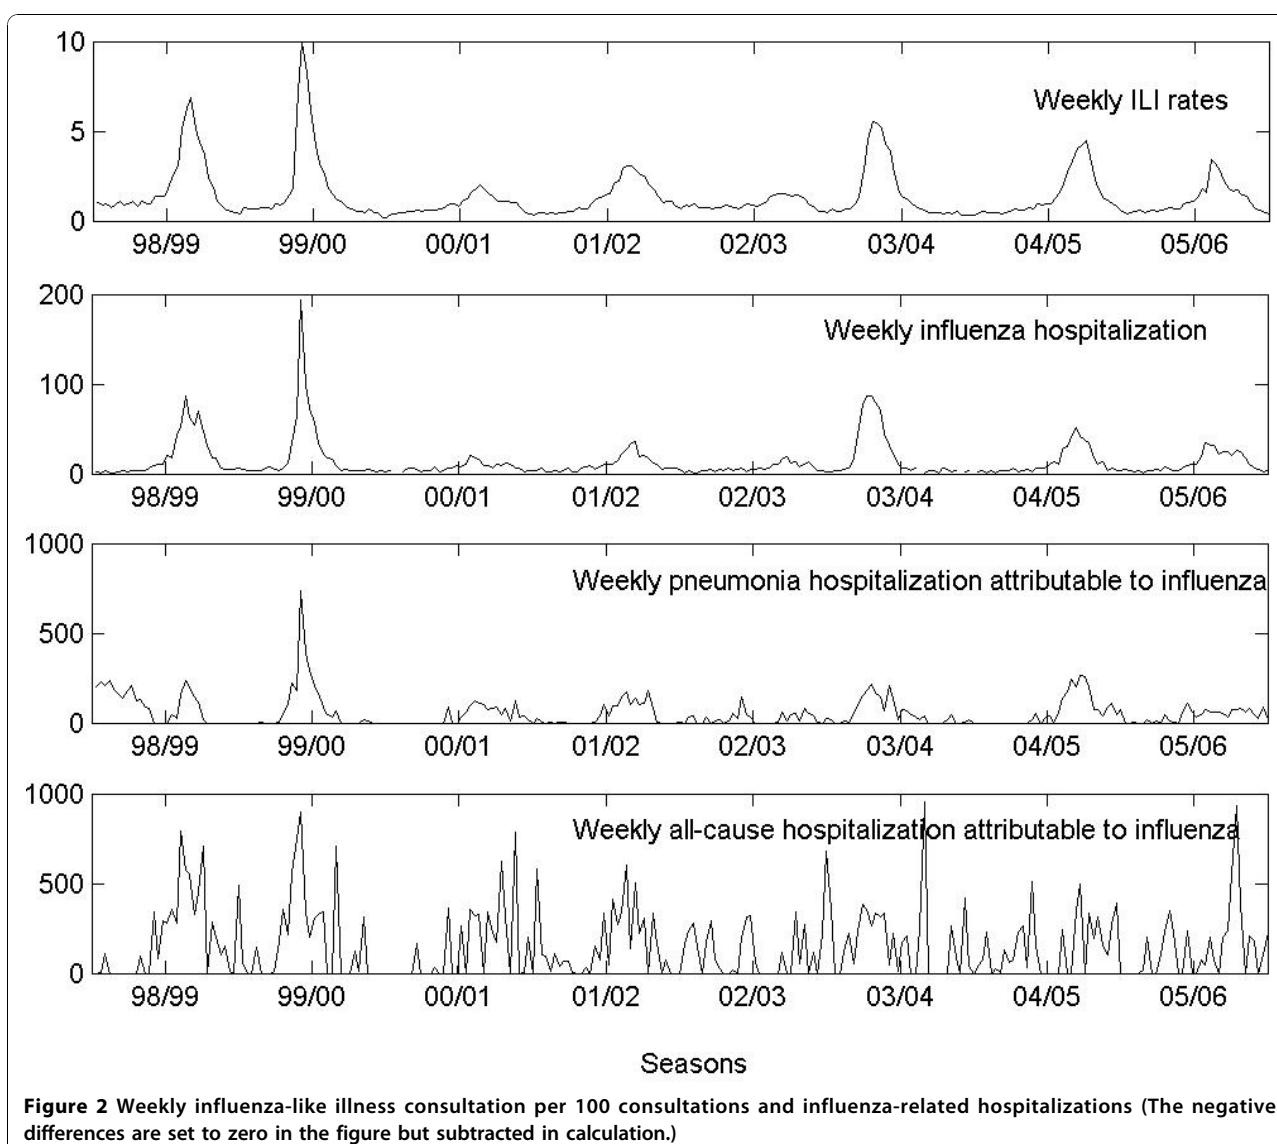 10
Weekly ILI rates
5
0
98/99 99/00 00/01 01/02 02/03 03/04 04/05 05/06
200
Weekly influenza hospitalization
100
0
98/99 99/00 00/01 01/02 02/03 03/04 04/05 05/06
1000
Weekly pneumonia hospitalization attributable to influenza
500
0
98/99 99/00 00/01 01/02 02/03 03/04 04/05 05/06
1000
Weekly all-cause hospitalization attributable to influenza
500
0
98/99 99/00 00/01 01/02 02/03 03/04 04/05 05/06
Seasons
Figure 2 Weekly influenza-like illness consultation per 100 consultations and influenza-related hospitalizations (The negative
differences are set to zero in the figure but subtracted in calculation.)